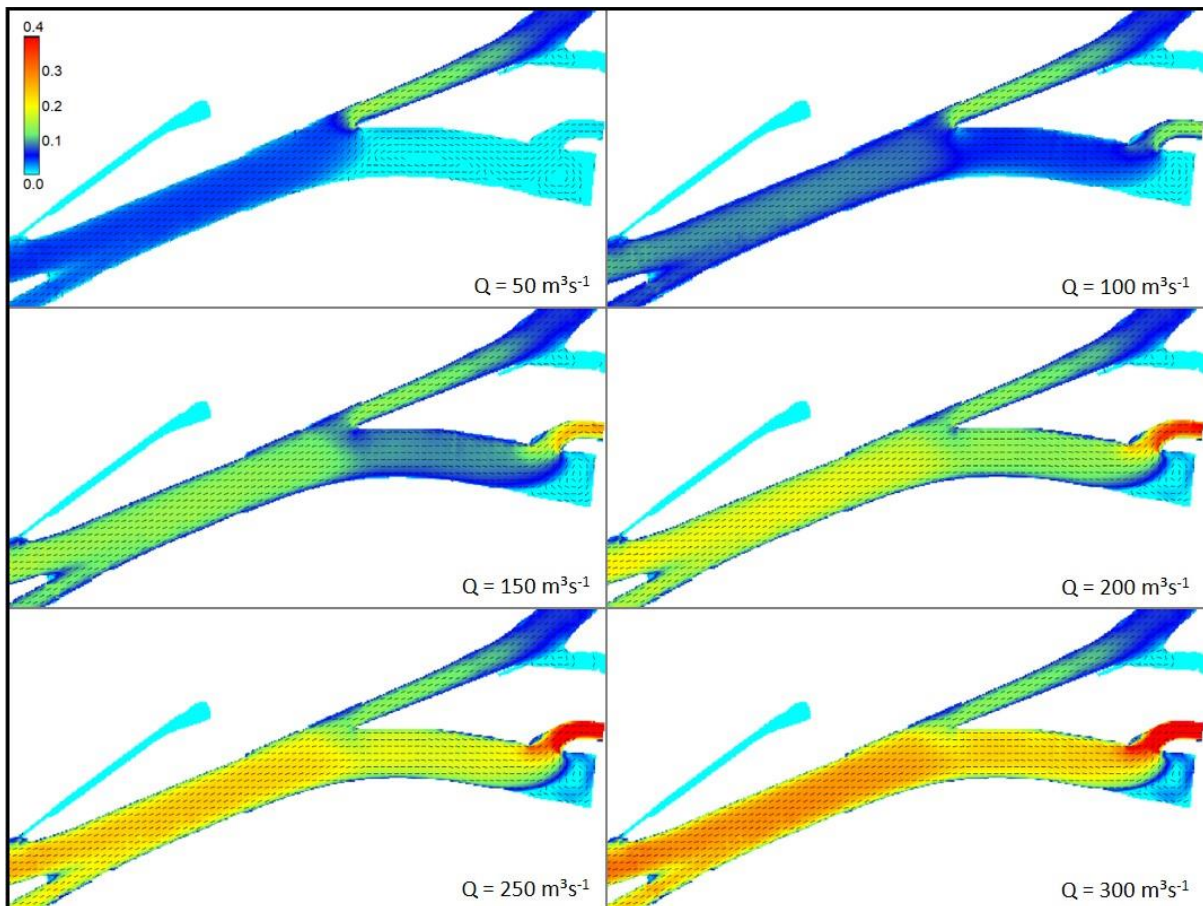 0.4
0.3
0.2
0.1
0.0
Q = 50 m³s⁻¹
Q = 100 m³s⁻¹
Q = 150 m³s⁻¹
Q = 200 m³s⁻¹
Q = 250 m³s⁻¹
Q = 300 m³s⁻¹